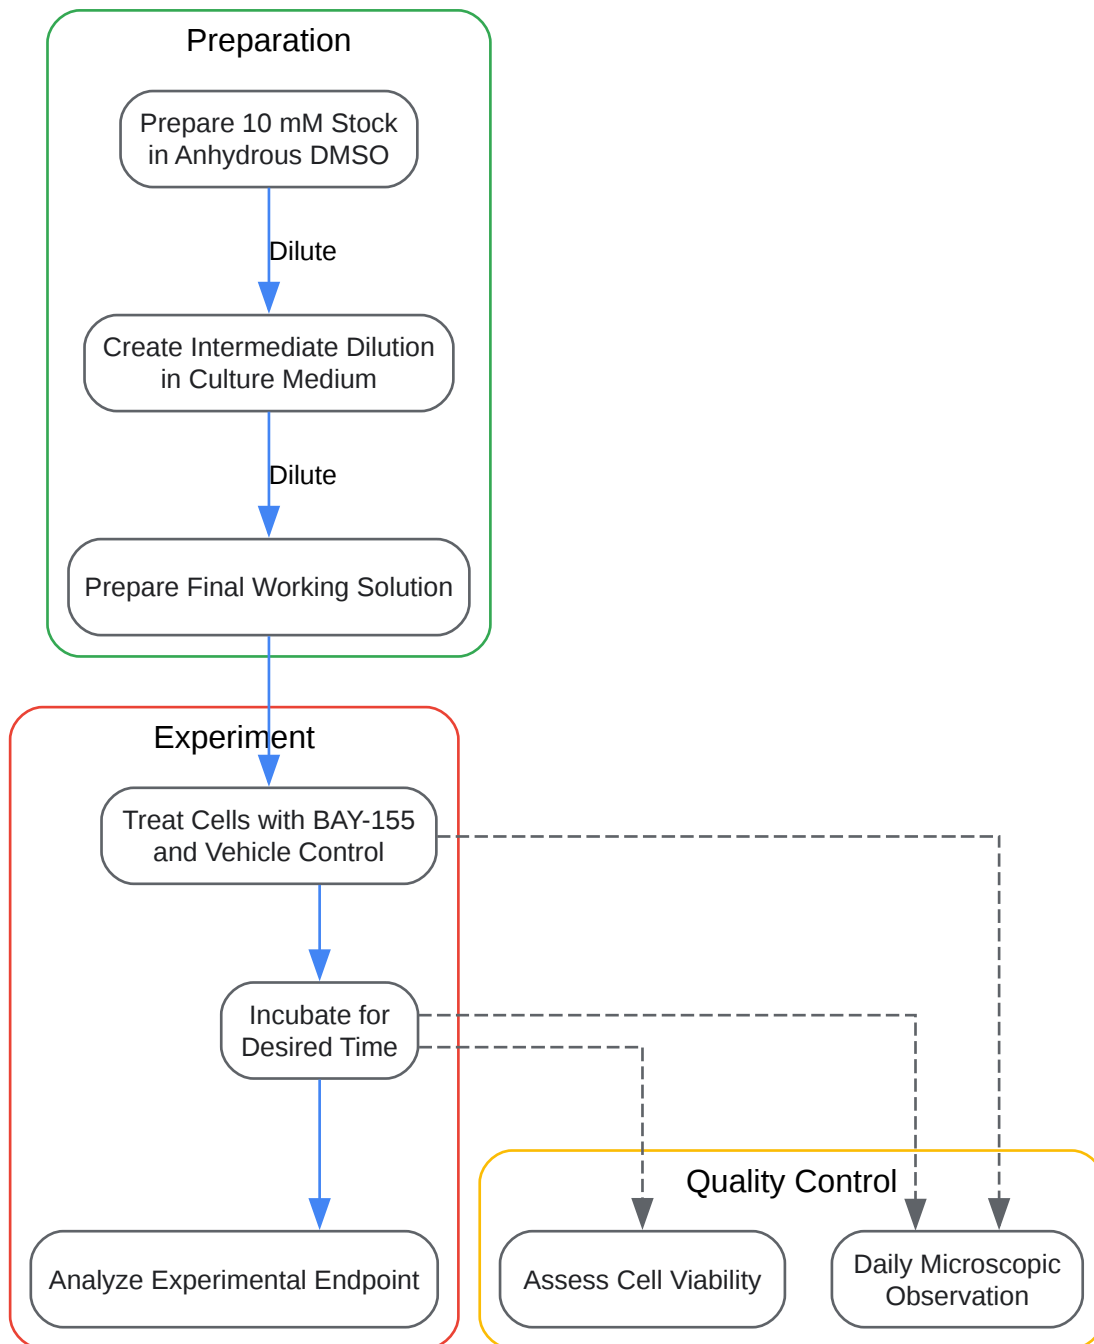 Preparation
Prepare 10 mM Stock
in Anhydrous DMSO
Dilute
Create Intermediate Dilution
in Culture Medium
Dilute
Prepare Final Working Solution
Experiment
Treat Cells with BAY-155
and Vehicle Control
Incubate for
Desired Time
Analyze Experimental Endpoint
Quality Control
Assess Cell Viability
Daily Microscopic
Observation